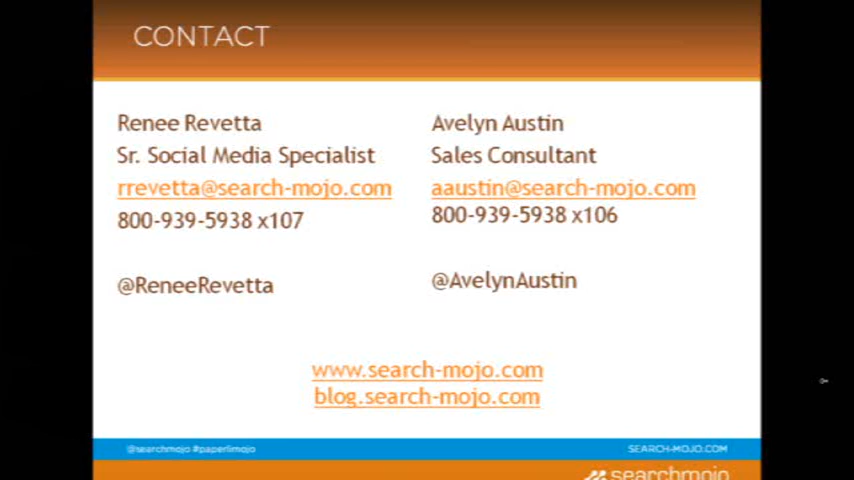 CONTACT
Renee Revetta
Sr. Social Media Specialist
rrevetta@search-mojo.com
800-939-5938 x107
@ReneeRevetta
Avelyn Austin
Sales Consultant
aaustin@search-mojo.com
800-939-5938 x106
@AvelynAustin
www.search-mojo.com
blog.search-mojo.com
@searchmojo #paperlimojo
SEARCH-MOJO.COM
searchmojo